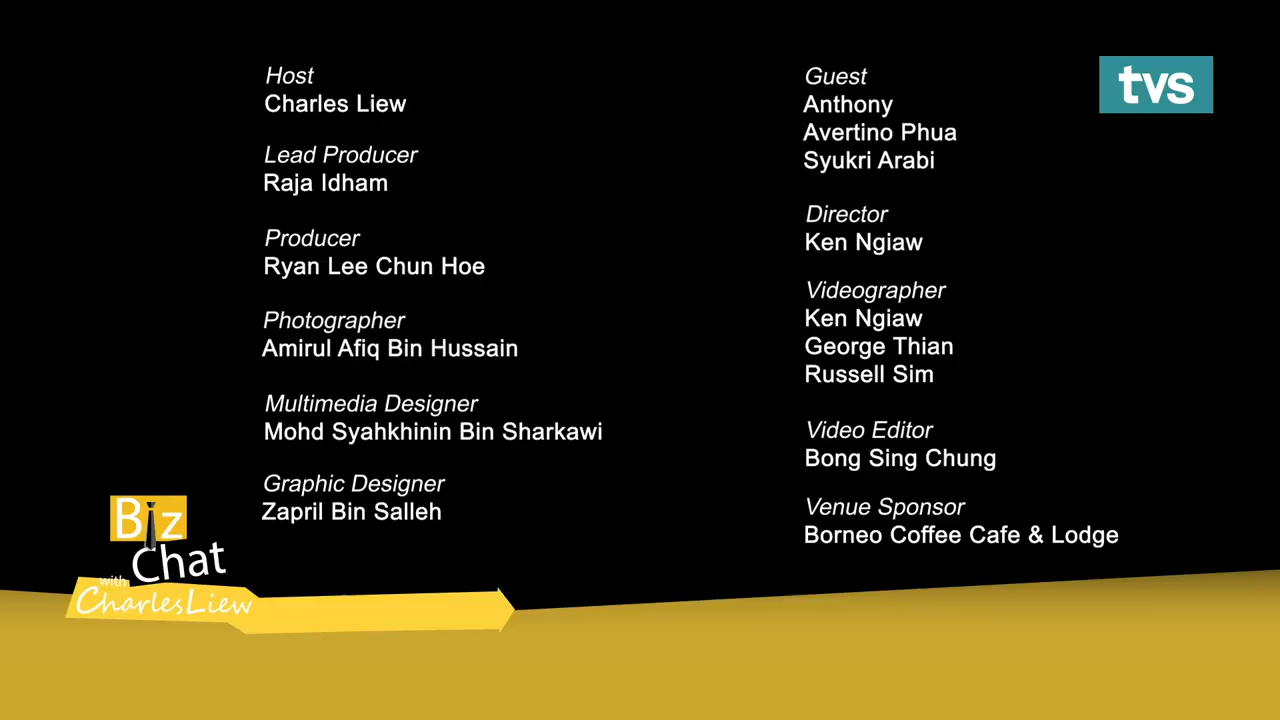 Host
Charles Liew
Lead Producer
Raja Idham
Producer
Ryan Lee Chun Hoe
Photographer
Amirul Afiq Bin Hussain
Multimedia Designer
Mohd Syahkhinin Bin Sharkawi
Graphic Designer
Zapril Bin Salleh
Guest
Anthony
Avertino Phua
Syukri Arabi
Director
Ken Ngiaw
Videographer
Ken Ngiaw
George Thian
Russell Sim
Video Editor
Bong Sing Chung
Venue Sponsor
Borneo Coffee Cafe & Lodge
tvs
Biz
Chat
with
CharlesLiew